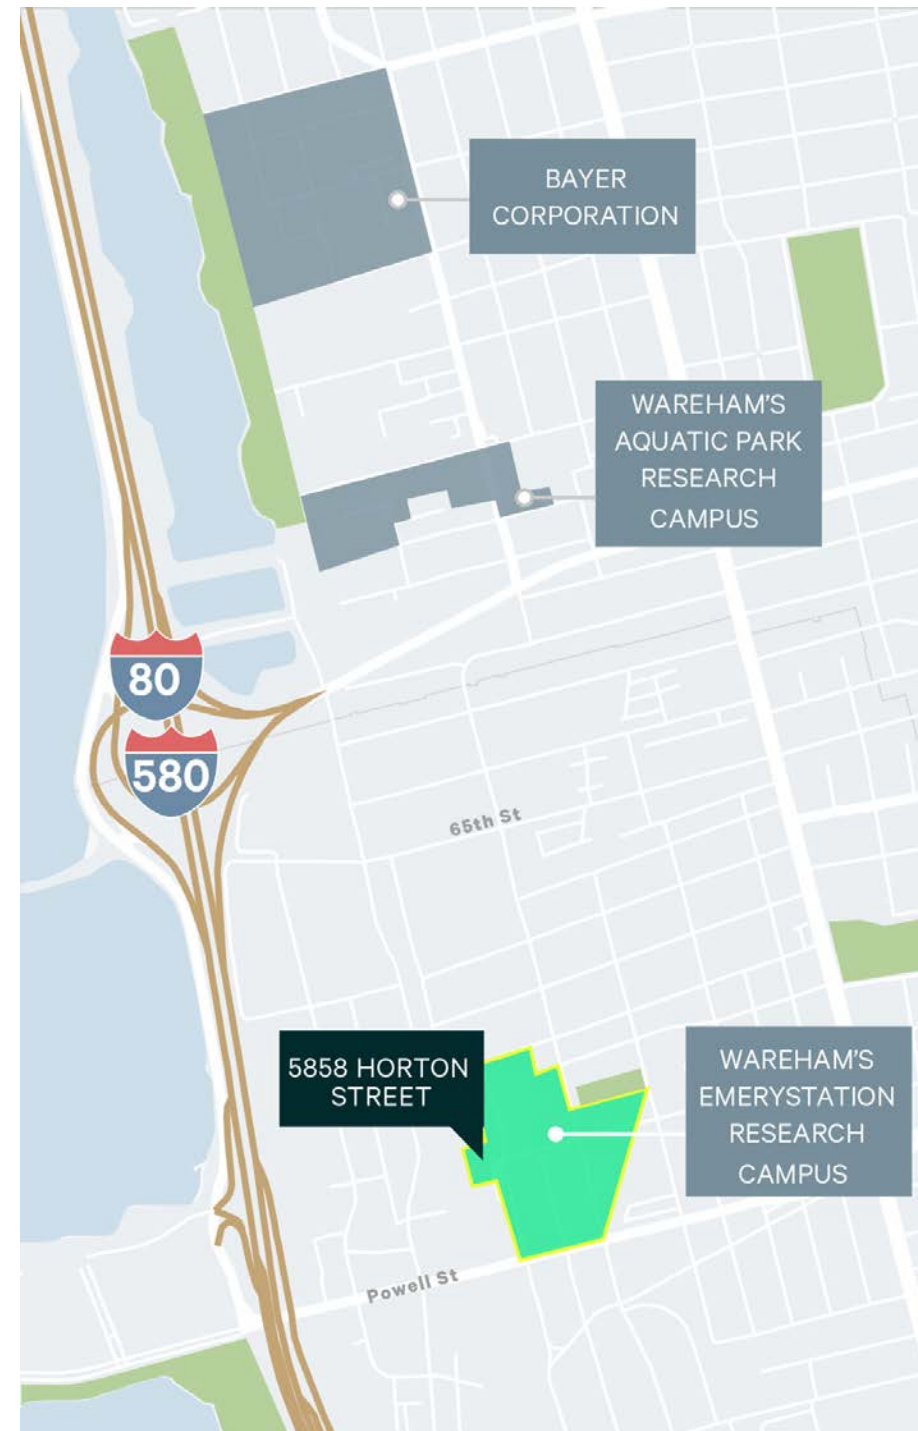 BAYER
CORPORATION
WAREHAM'S
AQUATIC PARK
RESEARCH
CAMPUS
80
580
65th St
5858 HORTON
STREET
WAREHAM'S
EMERYSTATION
RESEARCH
CAMPUS
Powell St